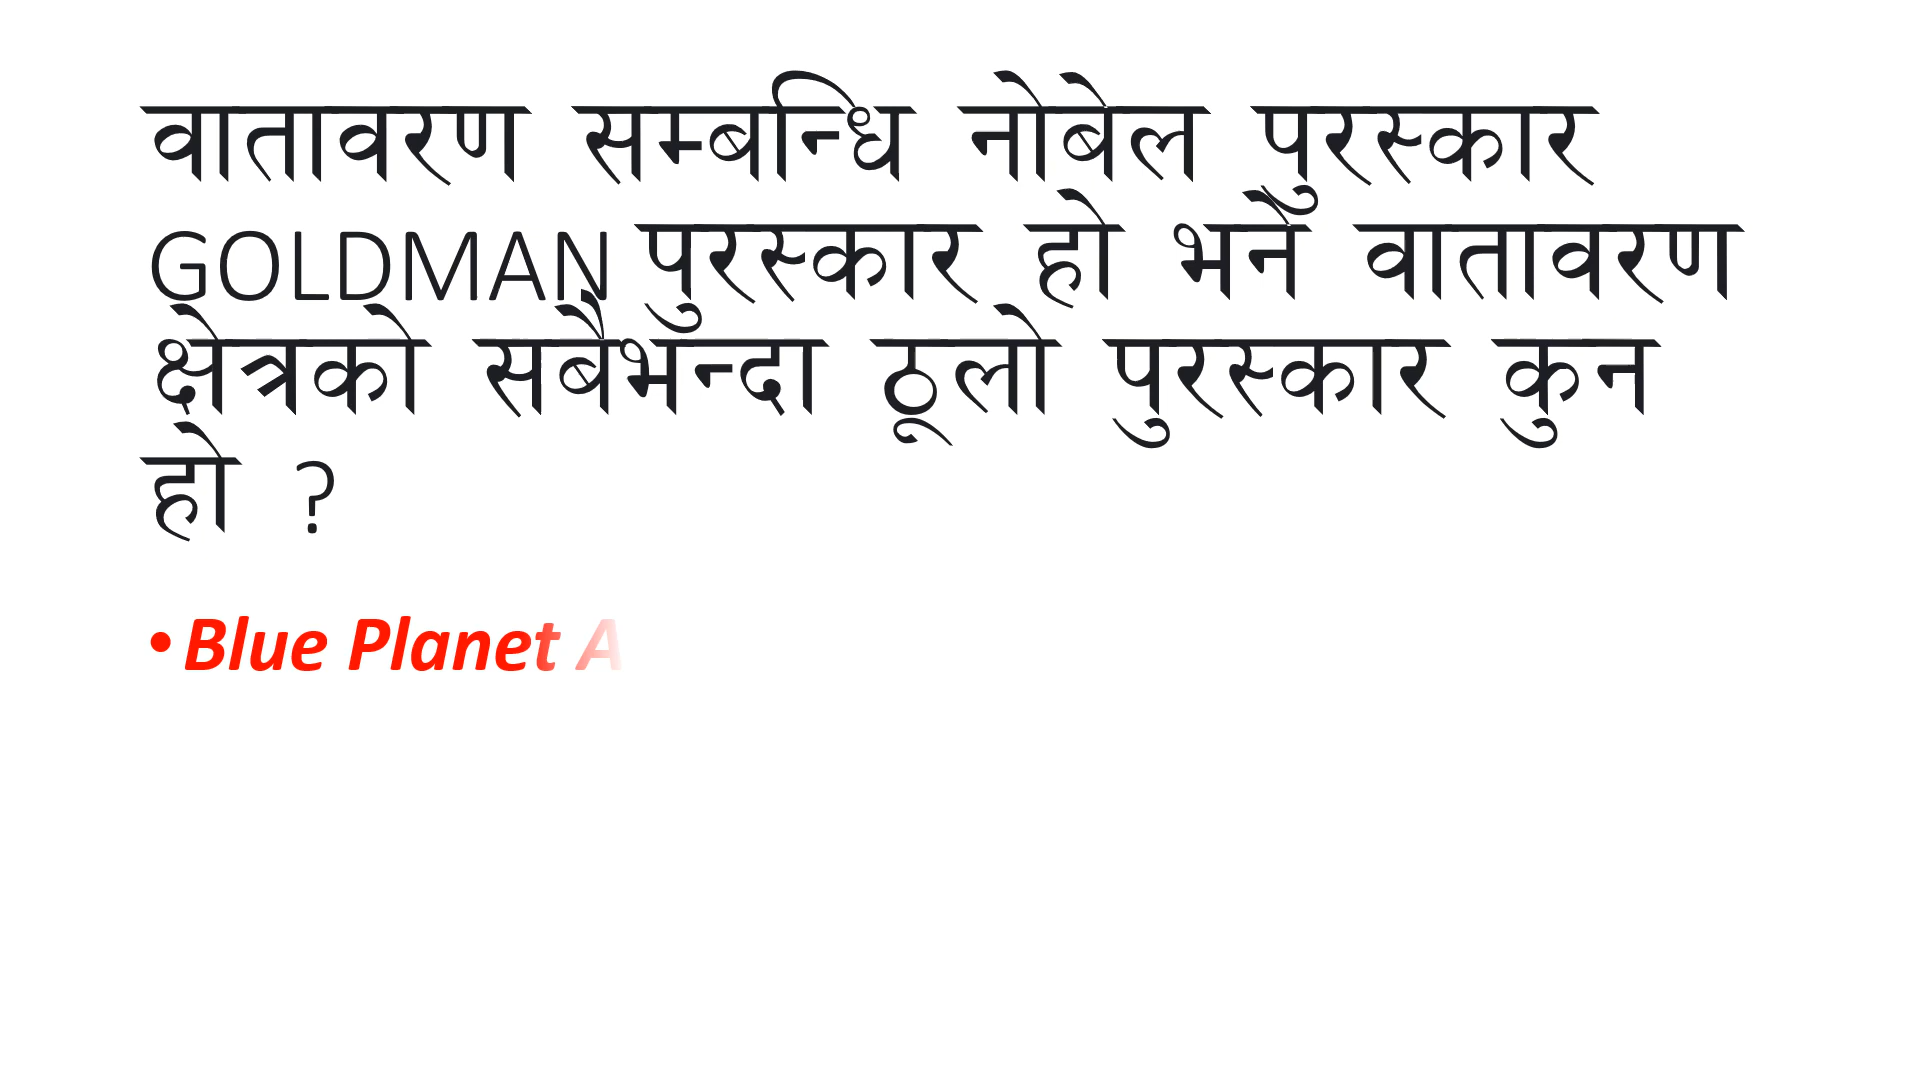 वातावरण सम्बन्धि नोबेल पुरस्कार
GOLDMAN पुरस्कार हो भने वातावरण
क्षेत्रको सबैभन्दा ठूलो पुरस्कार कुन
हो ?
• Blue Planet A